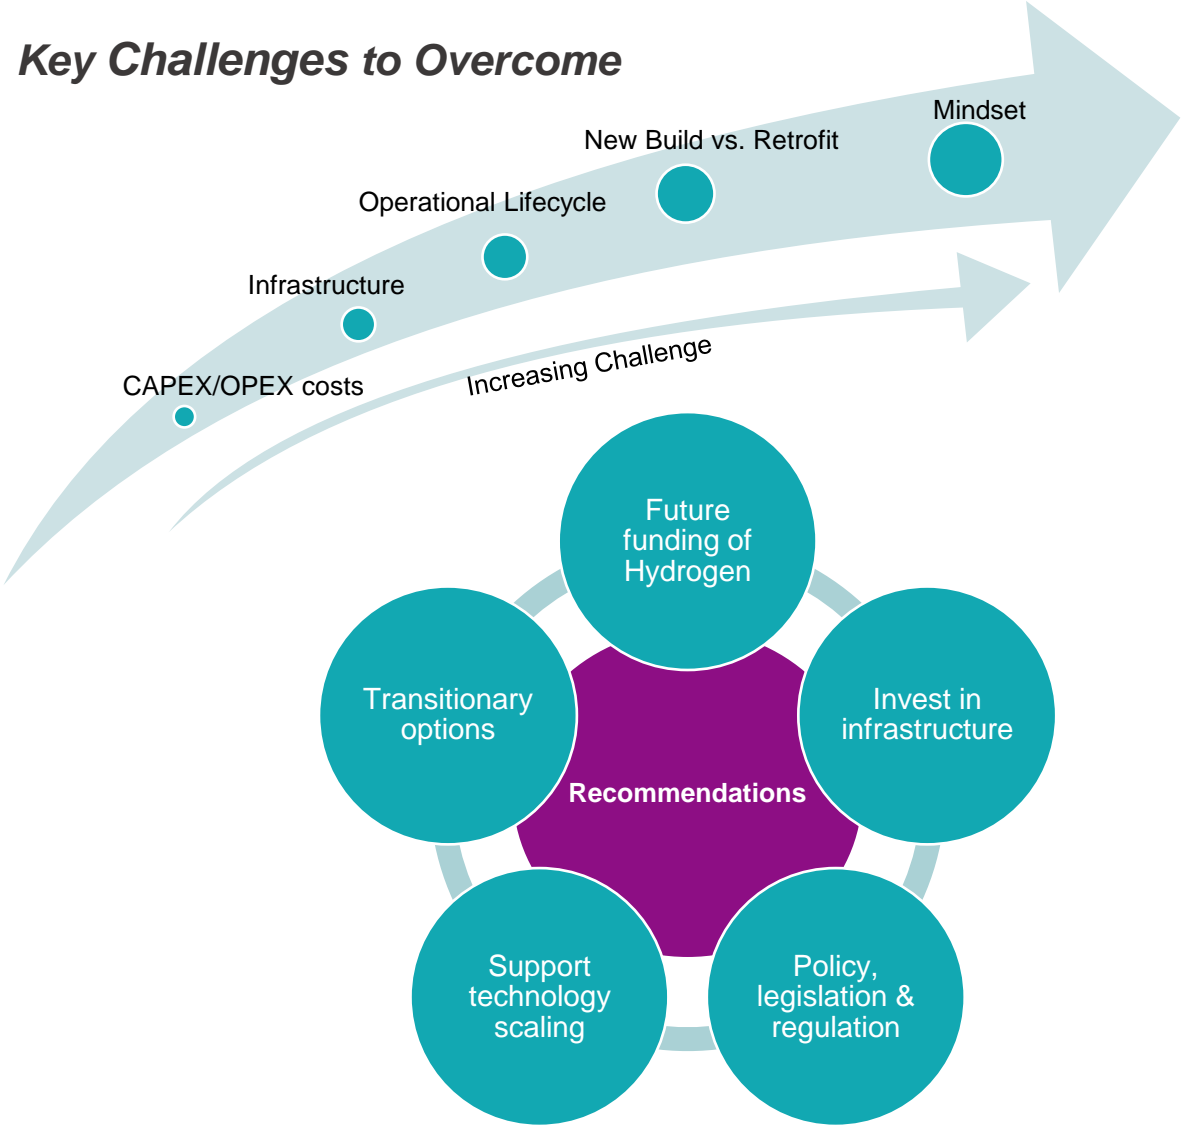 Key Challenges to Overcome
Mindset
New Build vs. Retrofit
Operational Lifecycle
Infrastructure
CAPEX/OPEX costs
Increasing Challenge
Future
funding of
Hydrogen
Transitionary
options
Invest in
infrastructure
Recommendations
Support
technology
scaling
Policy,
legislation &
regulation